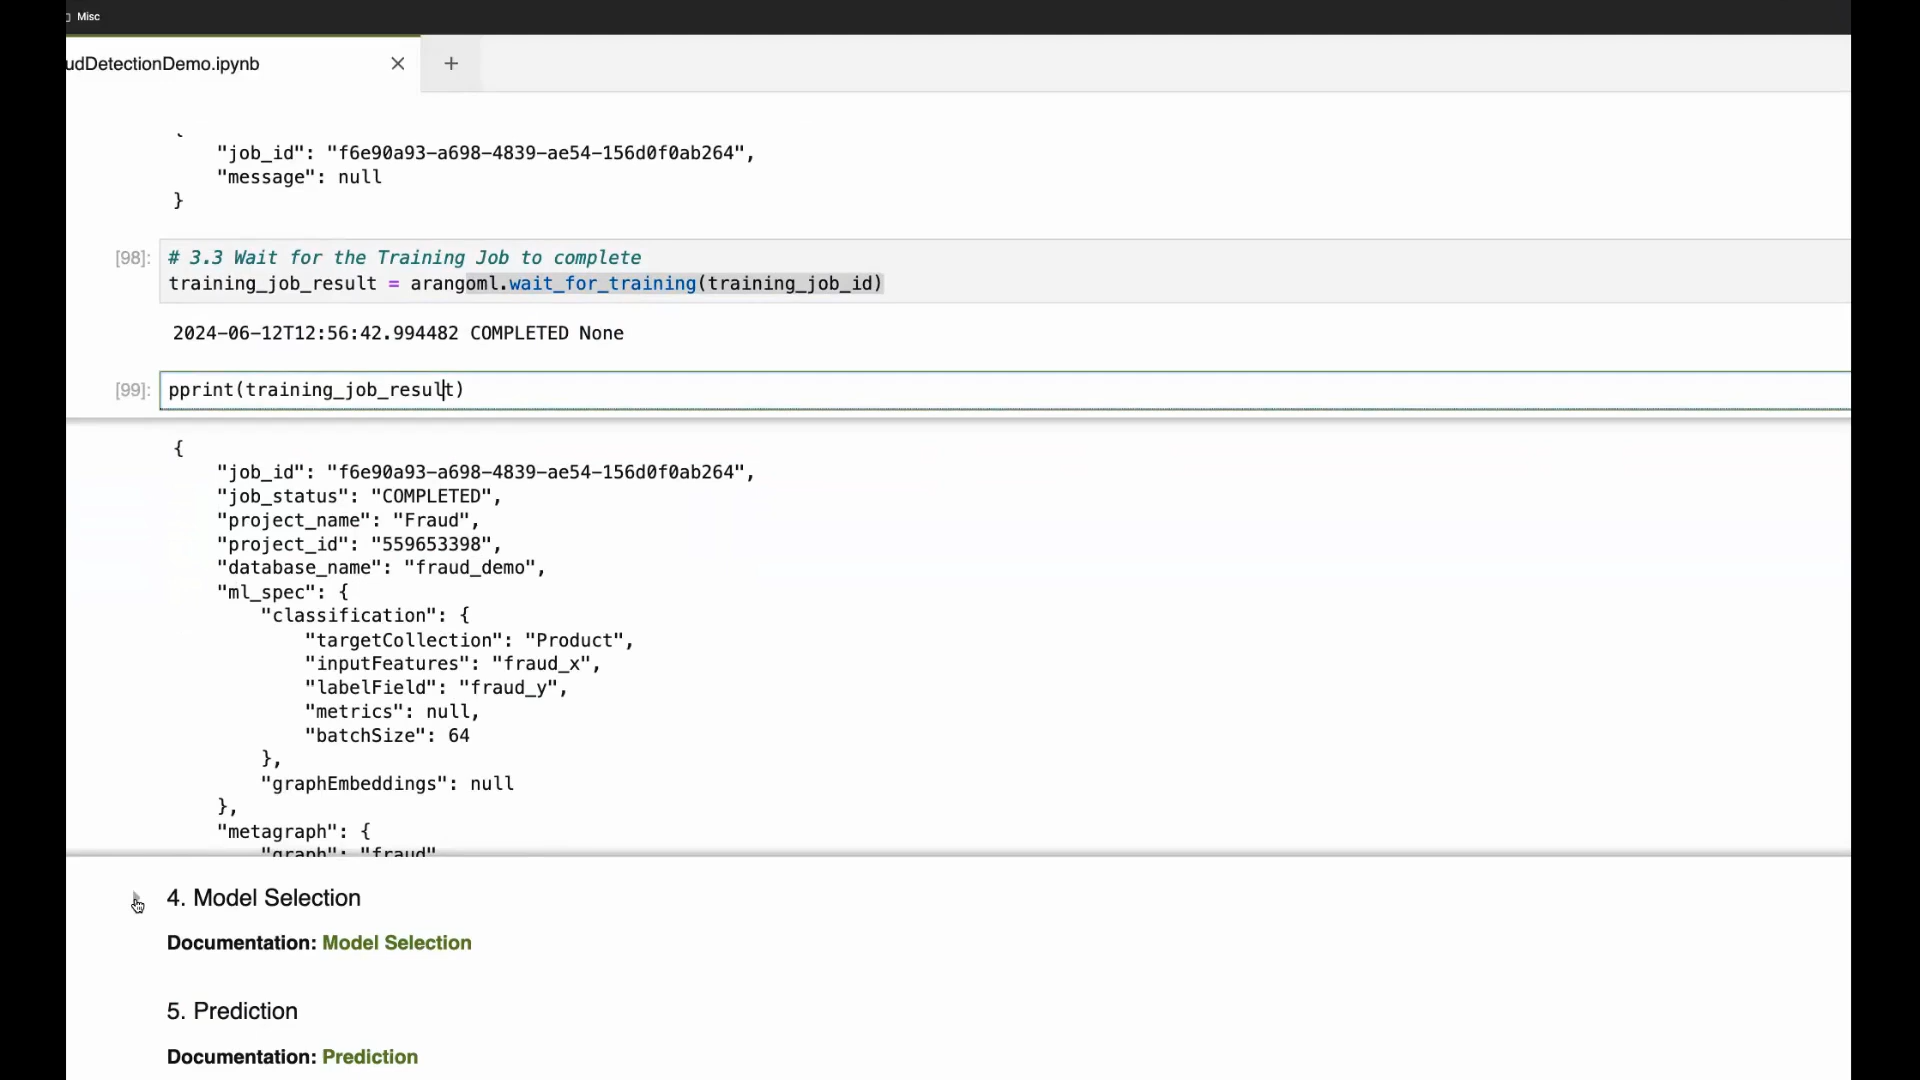 Misc
udDetectionDemo.ipynb
"job_id": "f6e90a93-a698-4839-ae54-156d0f0ab264",
"message": null
}
[98]: # 3.3 Wait for the Training Job to complete
training_job_result = arangoml.wait_for_training(training_job_id)
2024-06-12T12:56:42.994482 COMPLETED None
[99]: pprint(training_job_result)
{
"job_id": "f6e90a93-a698-4839-ae54-156d0f0ab264",
"job_status": "COMPLETED",
"project_name": "Fraud",
"project_id": "559653398",
"database_name": "fraud_demo",
"ml_spec": {
"classification": {
"targetCollection": "Product",
"inputFeatures": "fraud_x",
"labelField": "fraud_y",
"metrics": null,
"batchSize": 64
},
"graphEmbeddings": null
},
"metagraph": {
"graph": "fraud"
4. Model Selection
Documentation: Model Selection
5. Prediction
Documentation: Prediction